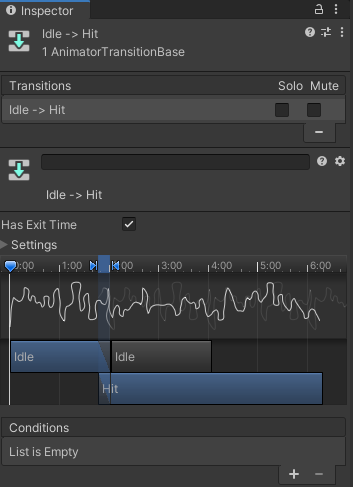 Inspector
Idle -> Hit
1 AnimatorTransitionBase
Transitions Solo Mute
Idle -> Hit
Idle -> Hit
Has Exit Time
Settings
0:00 1:00 2:00 3:00 4:00 5:00 6:00
Idle Idle
Hit
Conditions
List is Empty